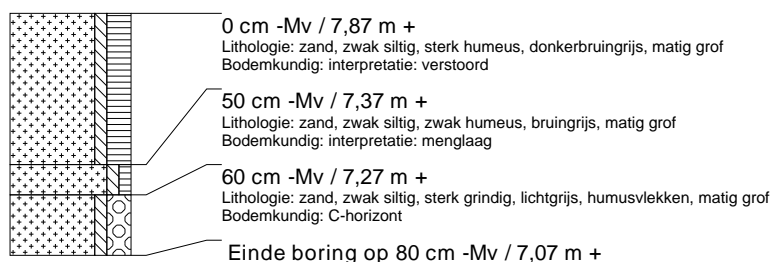 0 cm -Mv / 7,87 m +
Lithologie: zand, zwak siltig, sterk humeus, donkerbruingrijs, matig grof
Bodemkundig: interpretatie: verstoord
50 cm -Mv / 7,37 m +
Lithologie: zand, zwak siltig, zwak humeus, bruingrijs, matig grof
Bodemkundig: interpretatie: menglaag
60 cm -Mv / 7,27 m +
Lithologie: zand, zwak siltig, sterk grindig, lichtgrijs, humusvlekken, matig grof
Bodemkundig: C-horizont
Einde boring op 80 cm -Mv / 7,07 m +